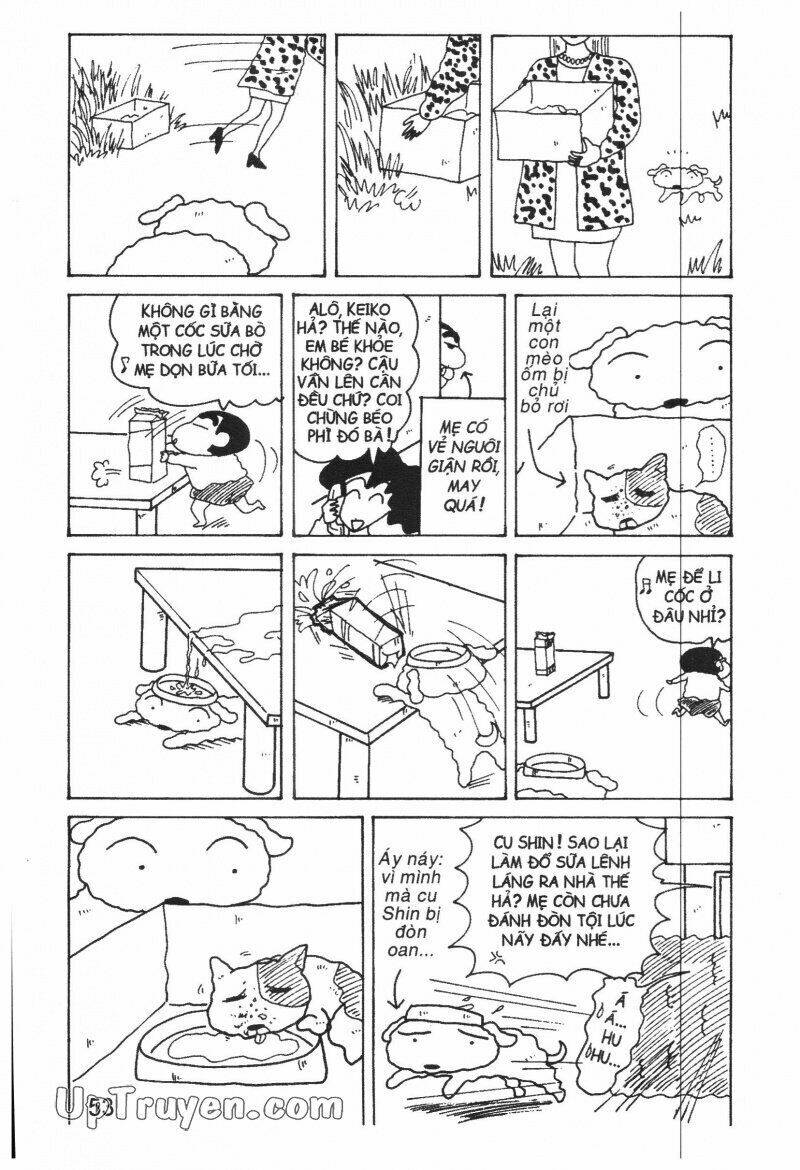 Lại
một
con
mèo
ốm bị
chủ
bỏ rơi
ALÔ, KEIKO
HẢ? THẾ NÀO,
EM BÉ KHỎE
KHÔNG? CẬU
VẪN LÊN CÂN
ĐỀU CHỨ? COI
CHỪNG BÉO
PHÌ ĐÓ BÀ!
MẸ CÓ
VẺ NGUÔI
GIẬN RỒI,
MAY
QUÁ!
KHÔNG GÌ BẰNG
MỘT CỐC SỮA BÒ
TRONG LÚC CHỜ
MẸ DỌN BỮA TỐI...
MẸ ĐỂ LI
CỐC Ở
ĐÂU NHỈ?
CU SHIN! SAO LẠI
LÀM ĐỔ SỮA LÊNH
LÁNG RA NHÀ THẾ
HẢ? MẸ CÒN CHƯA
ĐÁNH ĐÒN TỘI LÚC
NÃY ĐẤY NHÉ...
Á
Á...
HU
HU...
Áy náy:
vì mình
mà cu
Shin bị
đòn
oan...
53
UpTruyen.com